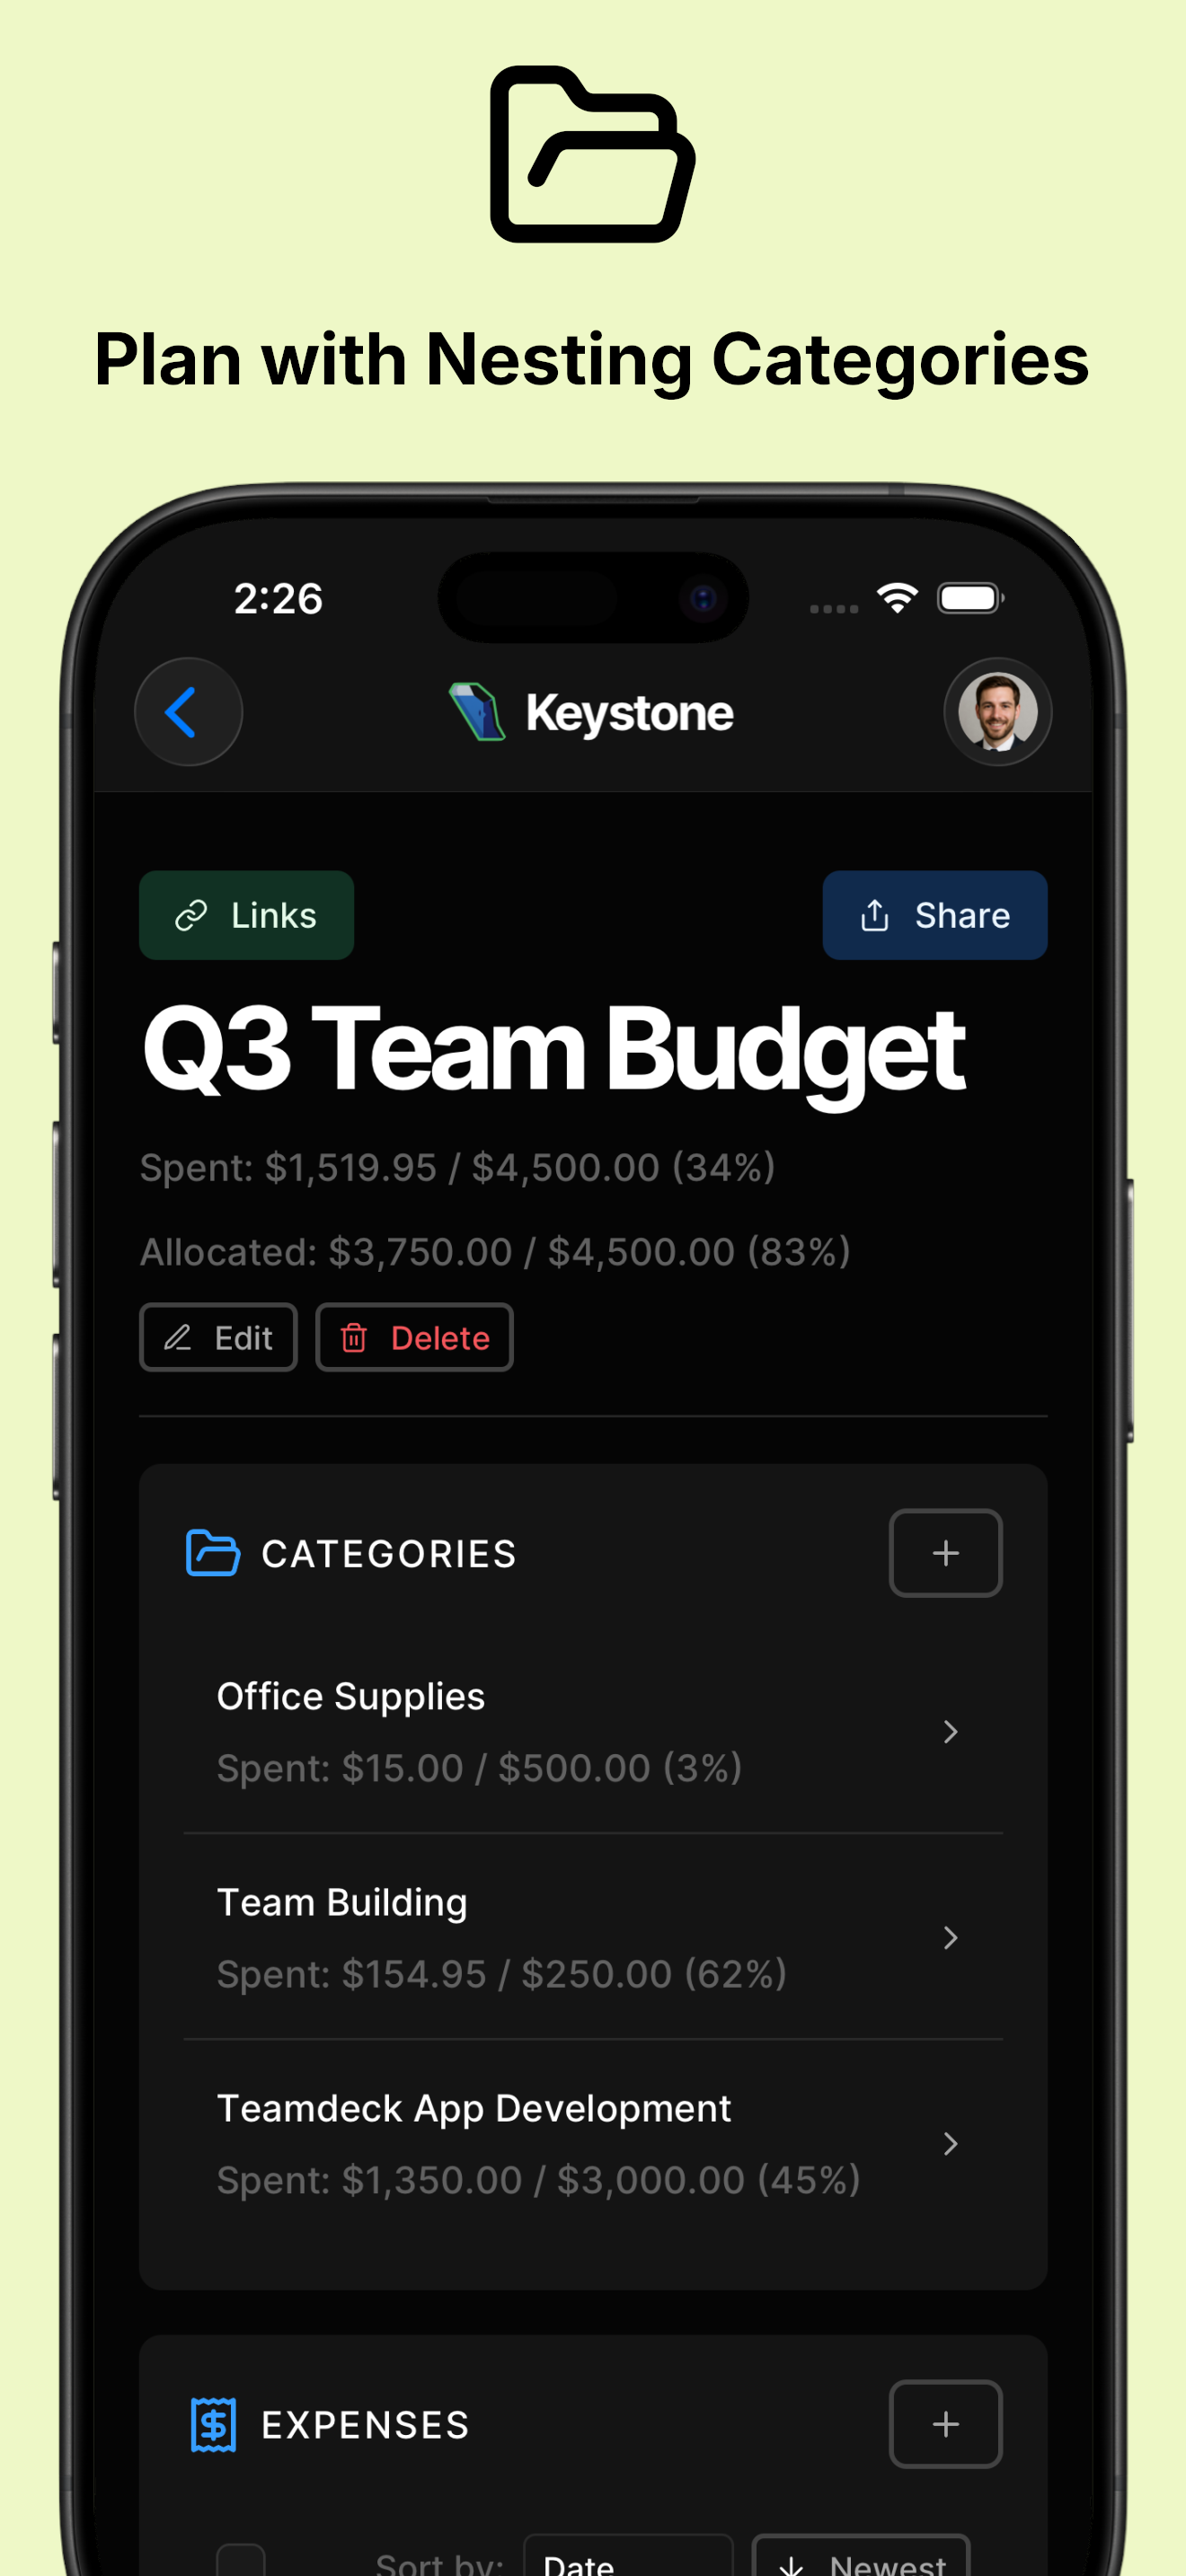 Plan with Nesting Categories
2:26
Keystone
Links
Share
Q3 Team Budget
Spent: $1,519.95 / $4,500.00 (34%)
Allocated: $3,750.00 / $4,500.00 (83%)
Edit
Delete
CATEGORIES
Office Supplies
Spent: $15.00 / $500.00 (3%)
Team Building
Spent: $154.95 / $250.00 (62%)
Teamdeck App Development
Spent: $1,350.00 / $3,000.00 (45%)
EXPENSES
Sort by: Date Newest